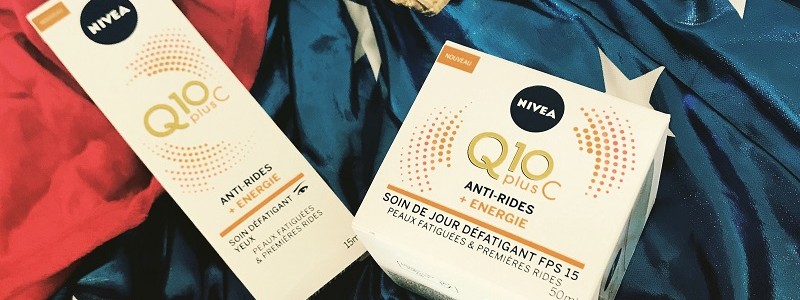 NIVEA
Q10
plus C
ANTI-RIDES
+ ENERGIE
SOIN DÉFATIGANT
YEUX
PEAUX FATIGUÉES
& PREMIÈRES RIDES
15m
NOUVEAU
NIVEA
Q10
plus C
ANTI-RIDES
+ ENERGIE
SOIN DE JOUR DÉFATIGANT FPS 15
PEAUX FATIGUÉES & PREMIÈRES RIDES
50ml